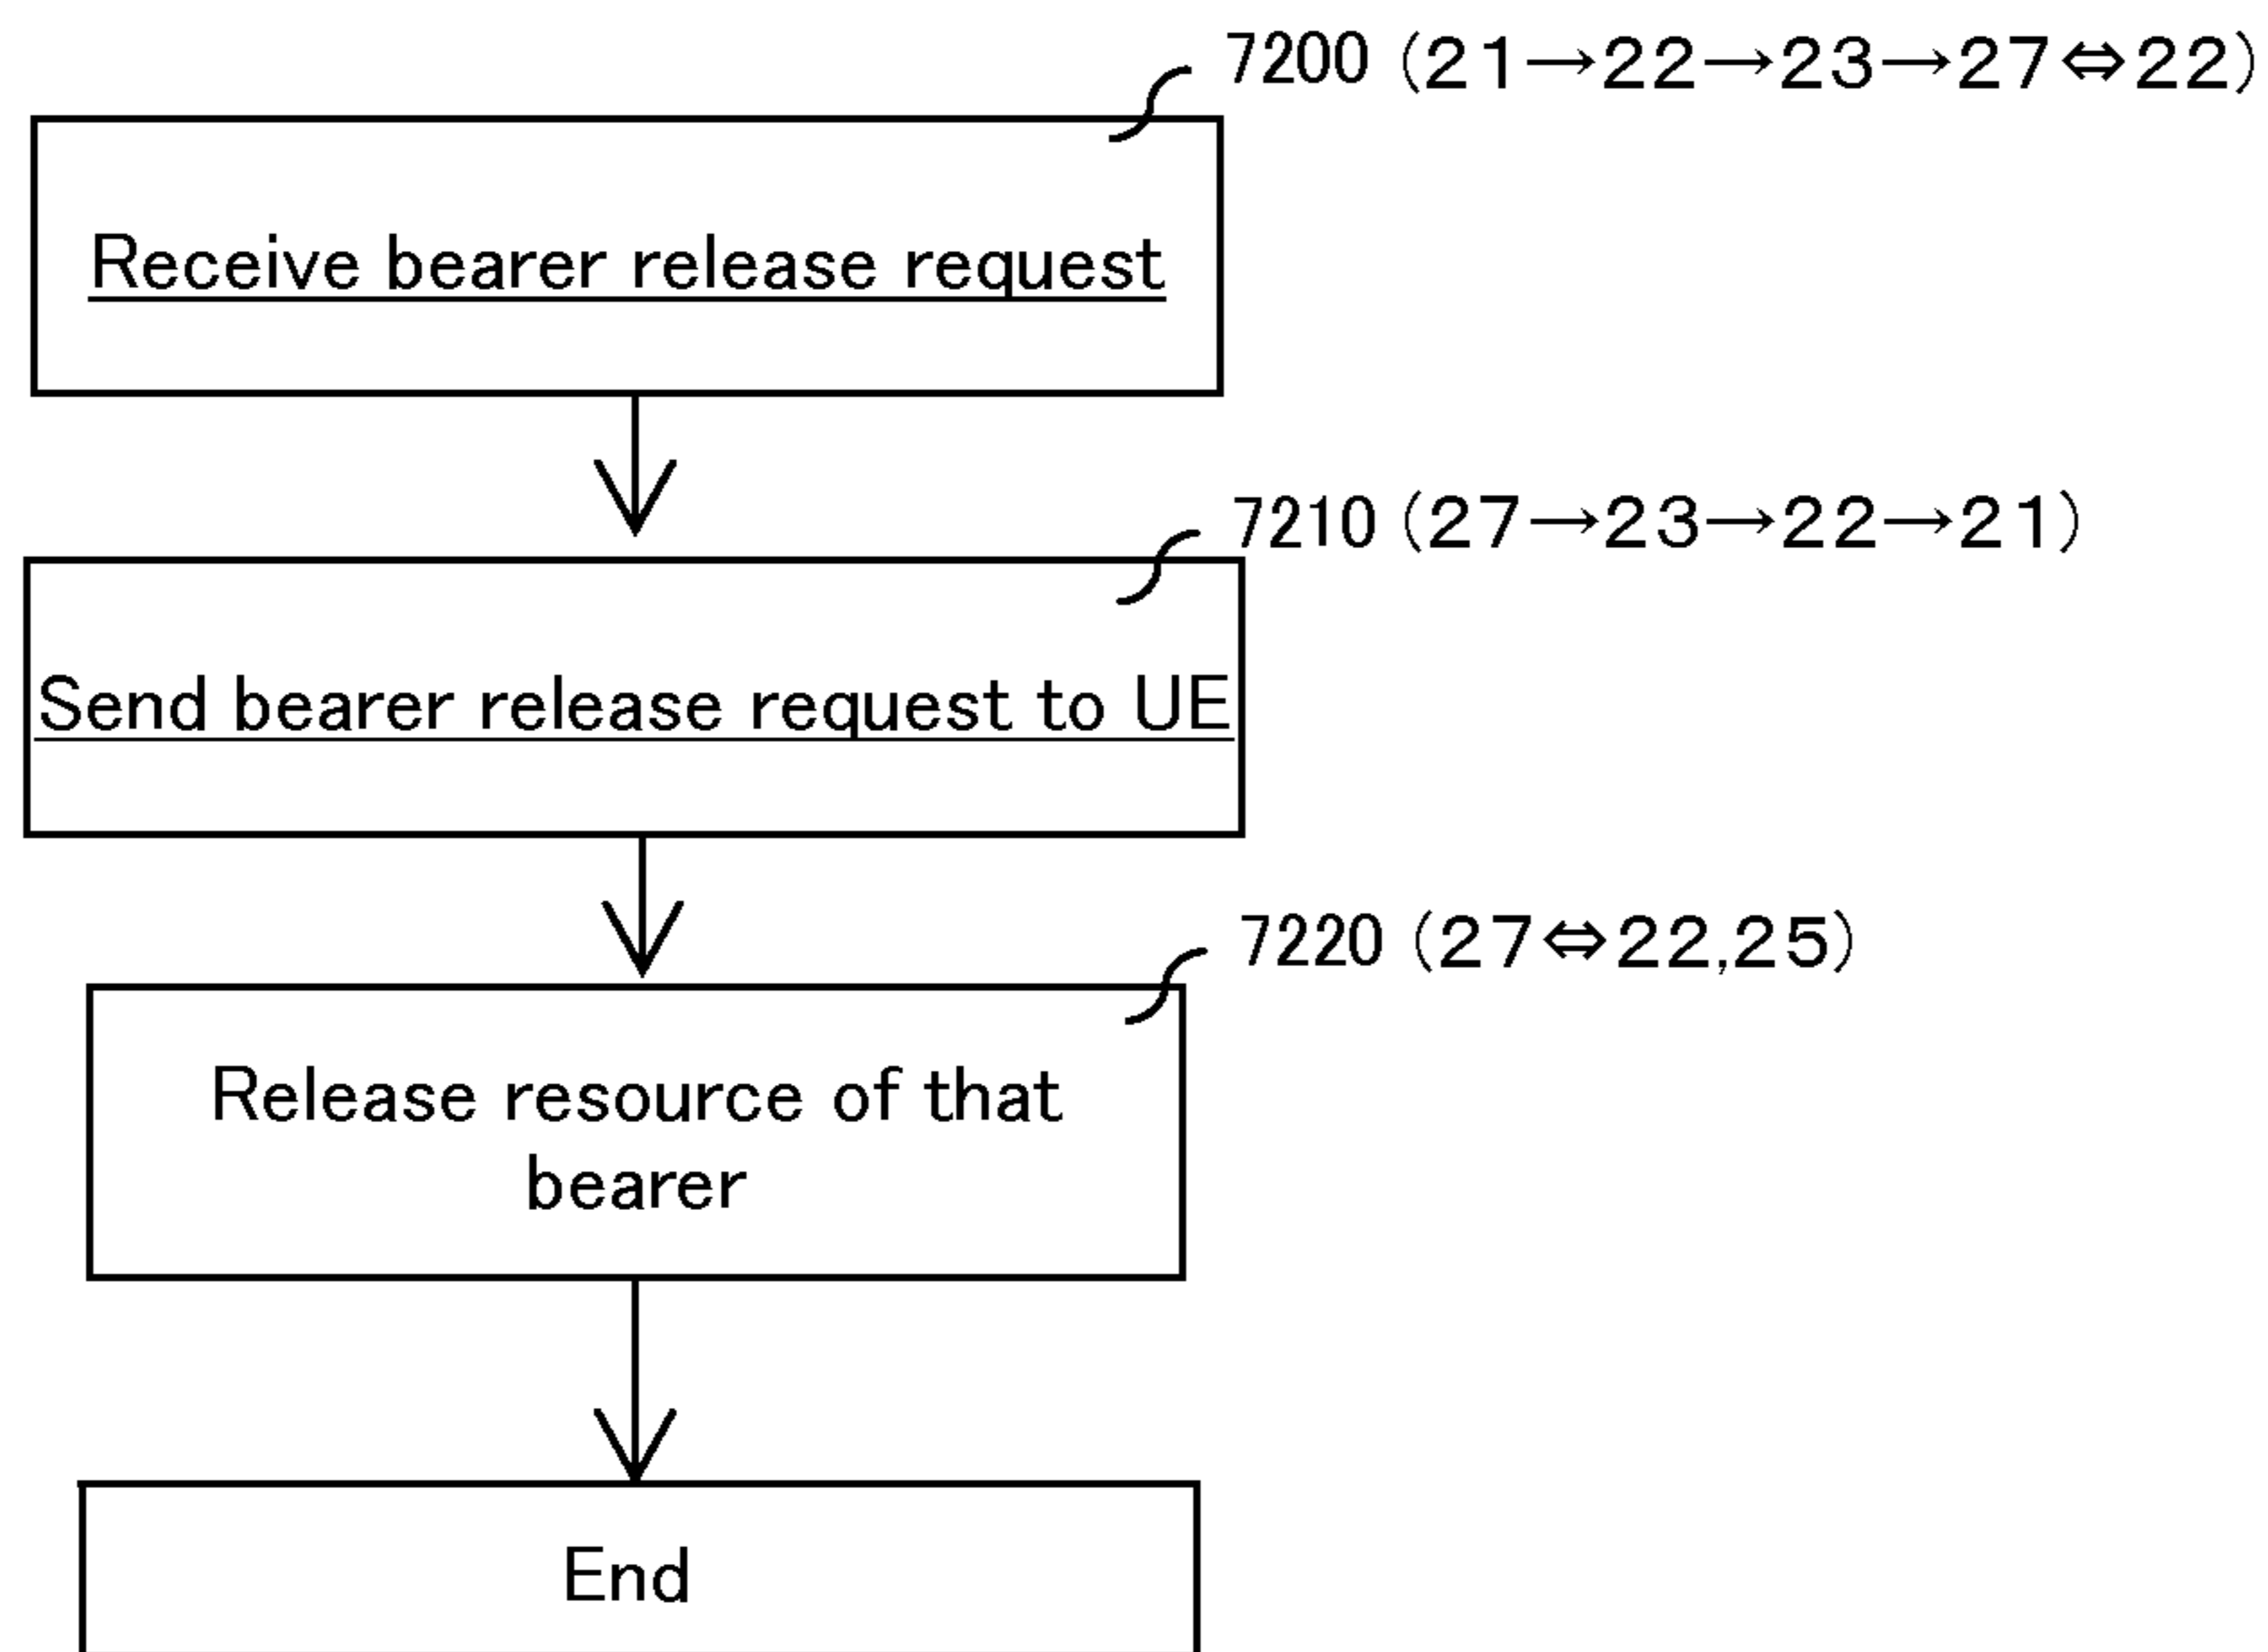 7200 (21→22→23→27⇔22)
Receive bearer release request
7210 (27→23→22→21)
Send bearer release request to UE
7220 (27⇔22,25)
Release resource of that
bearer
End